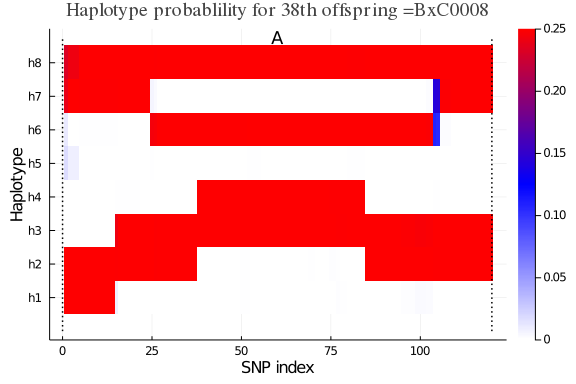 Haplotype probablility for 38th offspring =BxC0008
A
Haplotype
h8
h7
h6
h5
h4
h3
h2
h1
0
25
50
75
100
SNP index
0.25
0.20
0.15
0.10
0.05
0